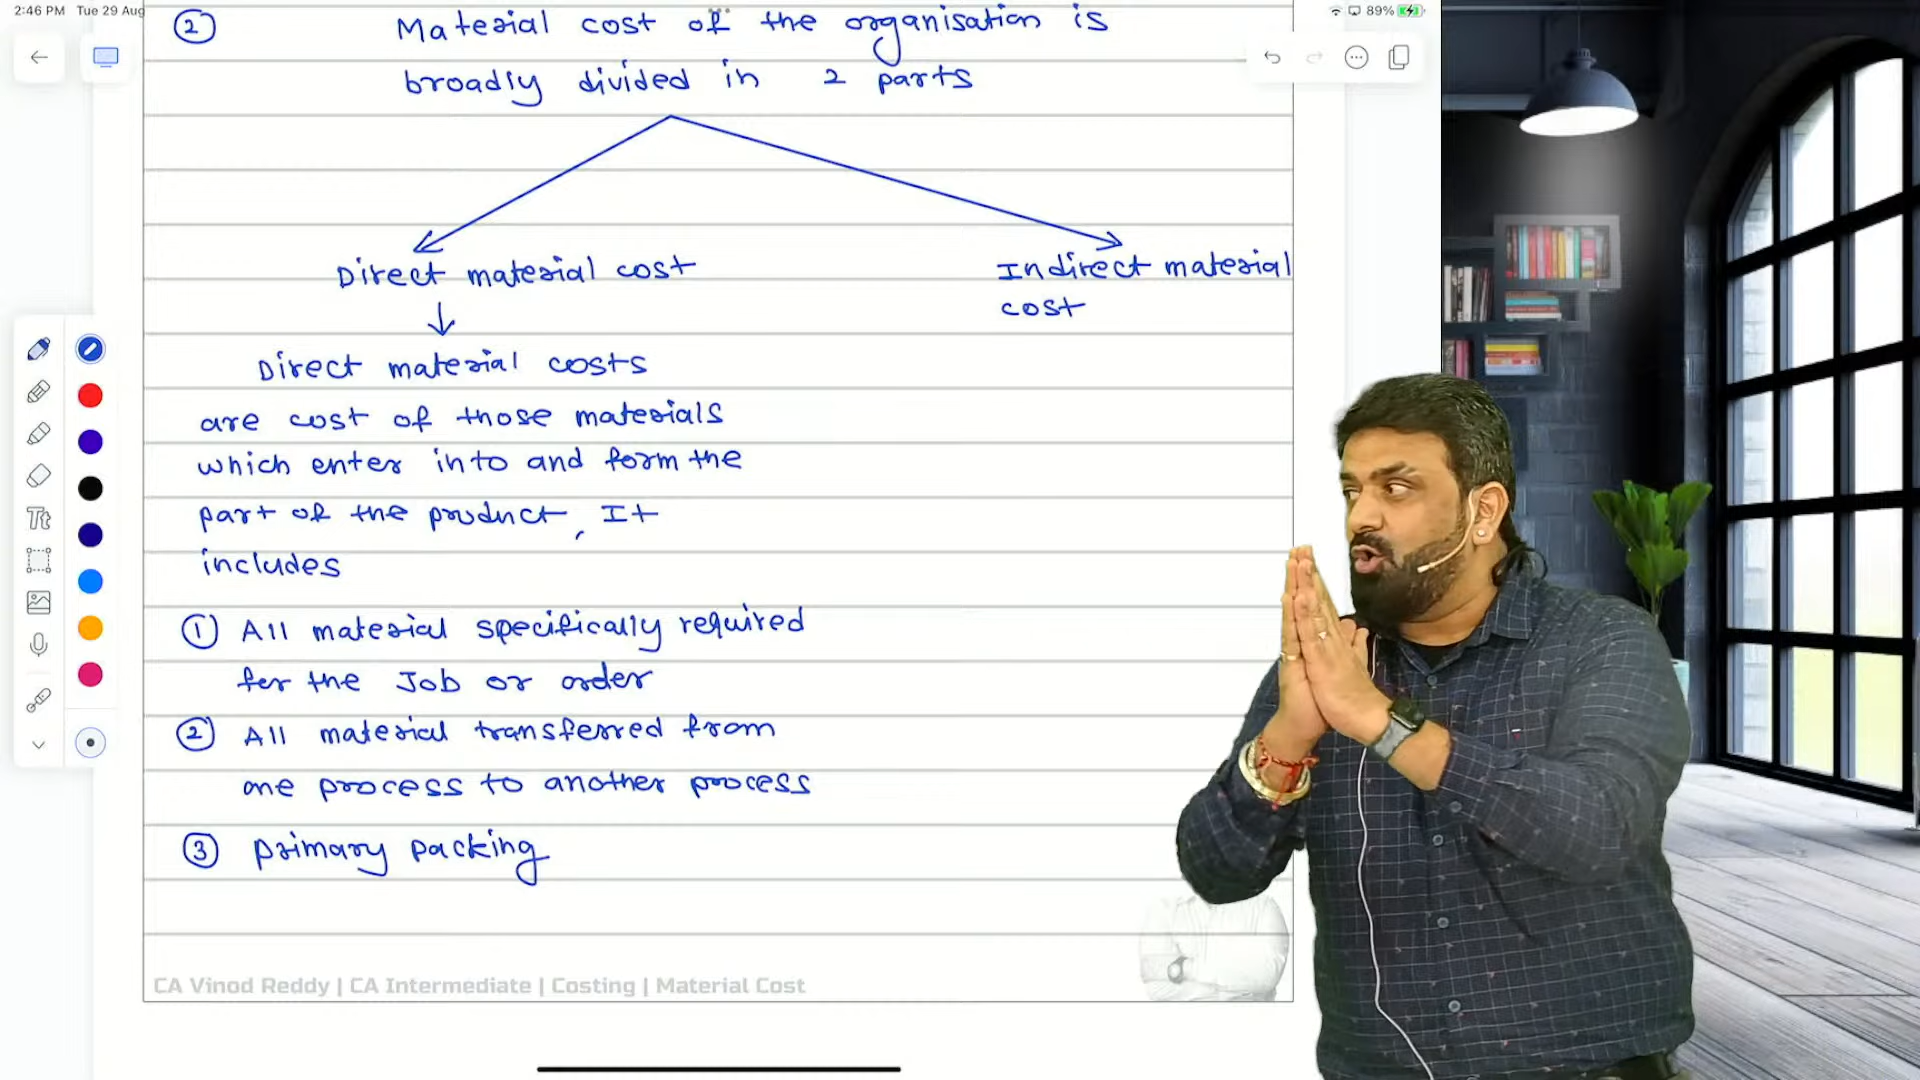 2:46 PM Tue 29 Aug
89%
② Material cost of the organisation is
broadly divided in 2 parts
Direct material cost
Indirect material
cost
Direct material costs
are cost of those materials
which enter into and form the
part of the product, It
includes
① All material specifically required
for the Job or order
② All material transferred from
one process to another process
③ primary packing
Tt
CA Vinod Reddy | CA Intermediate | Costing | Material Cost